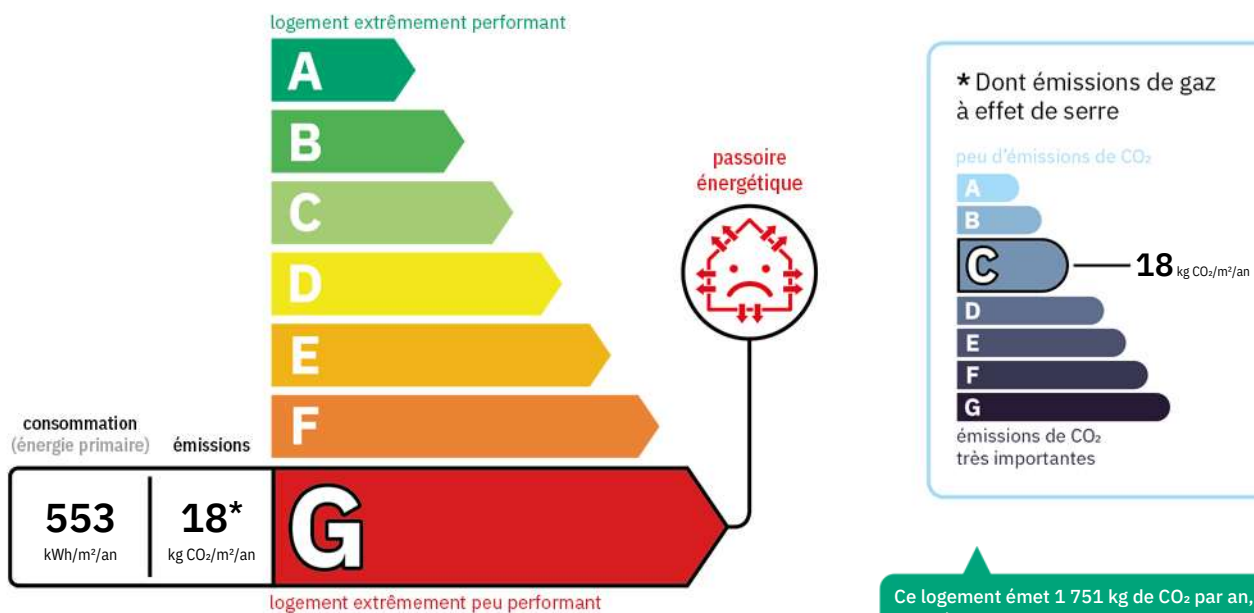 logement extrêmement performant
A
B
C
D
E
F
G
passoire
énergétique
consommation
(énergie primaire)
émissions
553
kWh/m²/an
18*
kg CO₂/m²/an
logement extrêmement peu performant
* Dont émissions de gaz
à effet de serre
peu d'émissions de CO₂
A
B
C
18 kg CO₂/m²/an
D
E
F
G
émissions de CO₂
très importantes
Ce logement émet 1 751 kg de CO₂ par an,